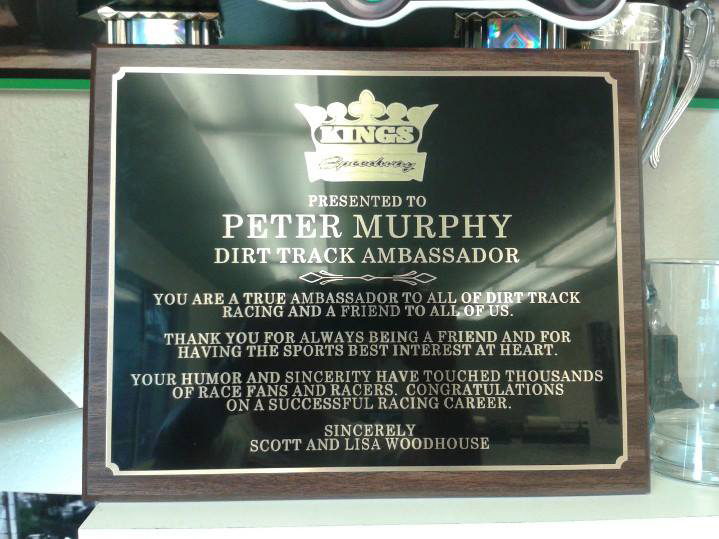 KINGS
Speedway
PRESENTED TO
PETER MURPHY
DIRT TRACK AMBASSADOR
YOU ARE A TRUE AMBASSADOR TO ALL OF DIRT TRACK
RACING AND A FRIEND TO ALL OF US.
THANK YOU FOR ALWAYS BEING A FRIEND AND FOR
HAVING THE SPORTS BEST INTEREST AT HEART.
YOUR HUMOR AND SINCERITY HAVE TOUCHED THOUSANDS
OF RACE FANS AND RACERS. CONGRATULATIONS
ON A SUCCESSFUL RACING CAREER.
SINCERELY
SCOTT AND LISA WOODHOUSE